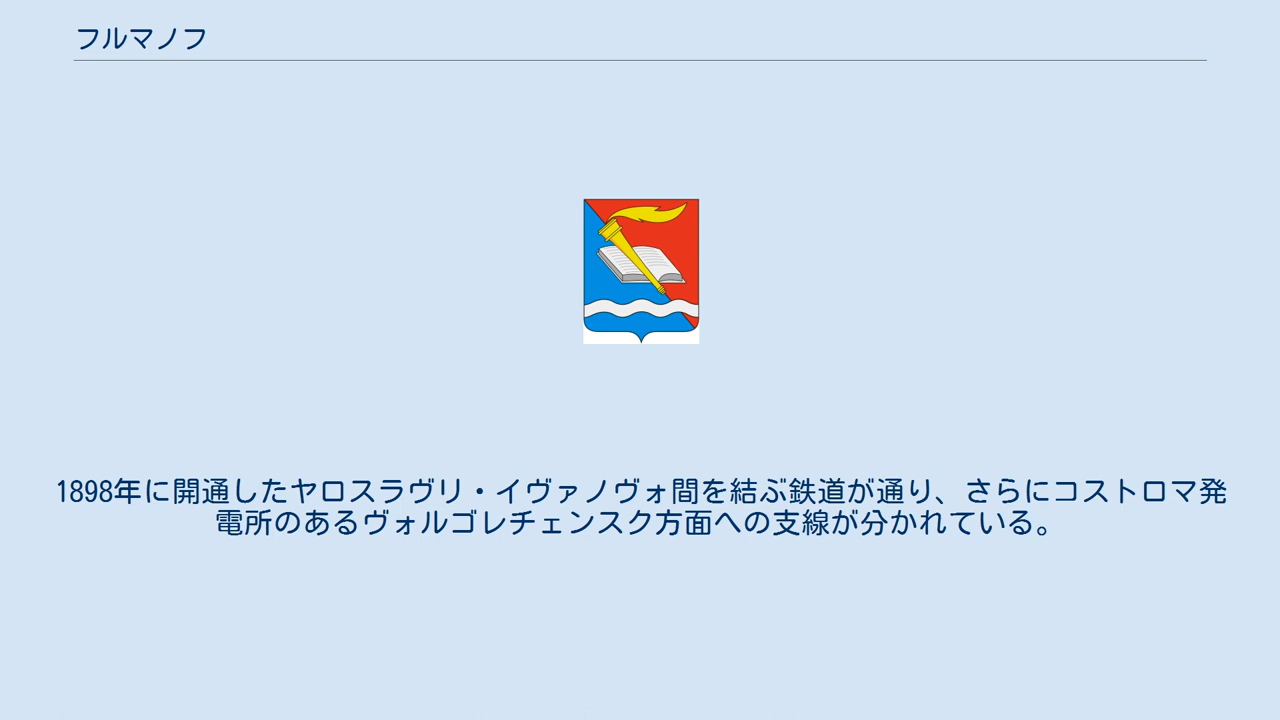 フルマノフ
1898年に開通したヤロスラヴリ・イヴァノヴォ間を結ぶ鉄道が通り、さらにコストロマ発
電所のあるヴォルゴレチェンスク方面への支線が分かれている。